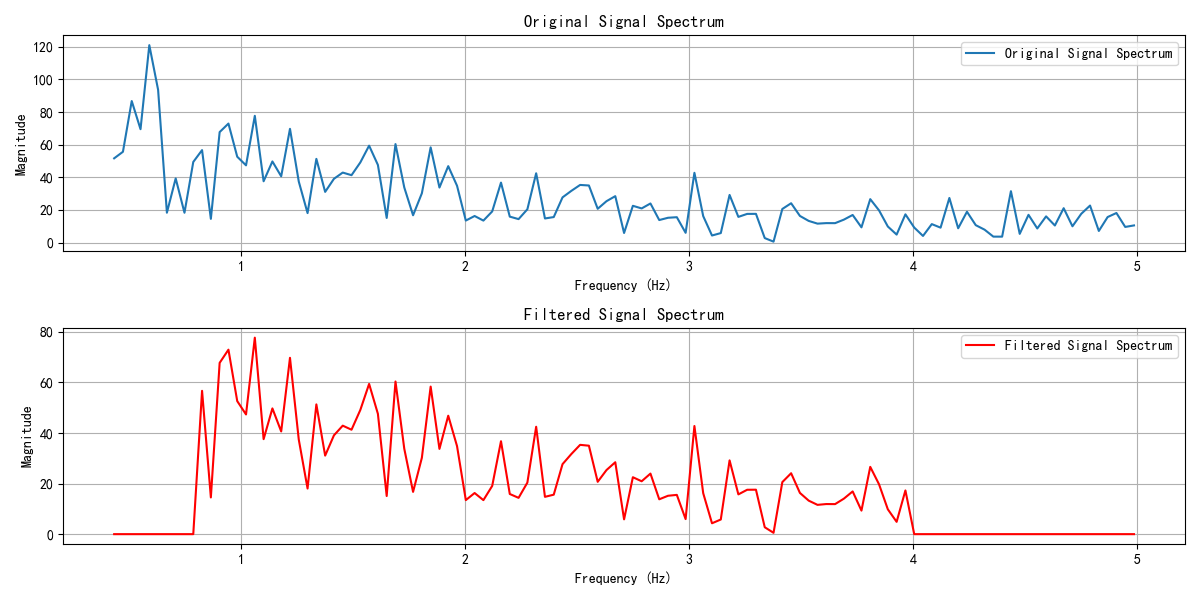 Original Signal Spectrum
120
100
80
60
40
20
0
Magnitude
Original Signal Spectrum
1 2 3 4 5
Frequency (Hz)
Filtered Signal Spectrum
80
60
40
20
0
Magnitude
Filtered Signal Spectrum
1 2 3 4 5
Frequency (Hz)